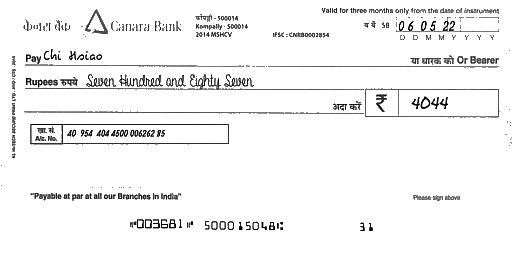 केनरा बैंक Canara Bank
कोंपल्ली - 500014
Kompally - 500014
2014 MSHCV
IFSC : CNRB0002854
Valid for three months only from the date of instrument
SB 06 05 22
D D M M Y Y Y Y
Pay Chi Hsiao
या धारक को Or Bearer
Rupees रुपये Seven Hundred and Eighty Seven
अदा करें ₹ 4044
खा. सं.
A/c. No. 40 954 404 4500 006262 85
"Payable at par at all our Branches in India"
Please sign above
⑈003681⑈ 500015048⑆ 31